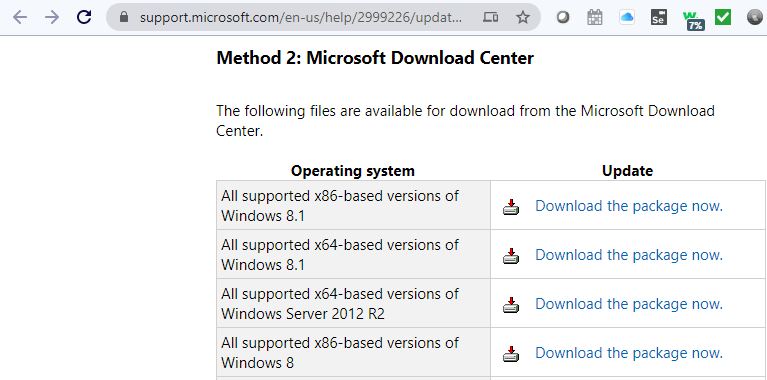 support.microsoft.com/en-us/help/2999226/updat...
Se
7%
Method 2: Microsoft Download Center
The following files are available for download from the Microsoft Download
Center.
Operating system
Update
All supported x86-based versions of
Windows 8.1
Download the package now.
All supported x64-based versions of
Windows 8.1
Download the package now.
All supported x64-based versions of
Windows Server 2012 R2
Download the package now.
All supported x86-based versions of
Windows 8
Download the package now.